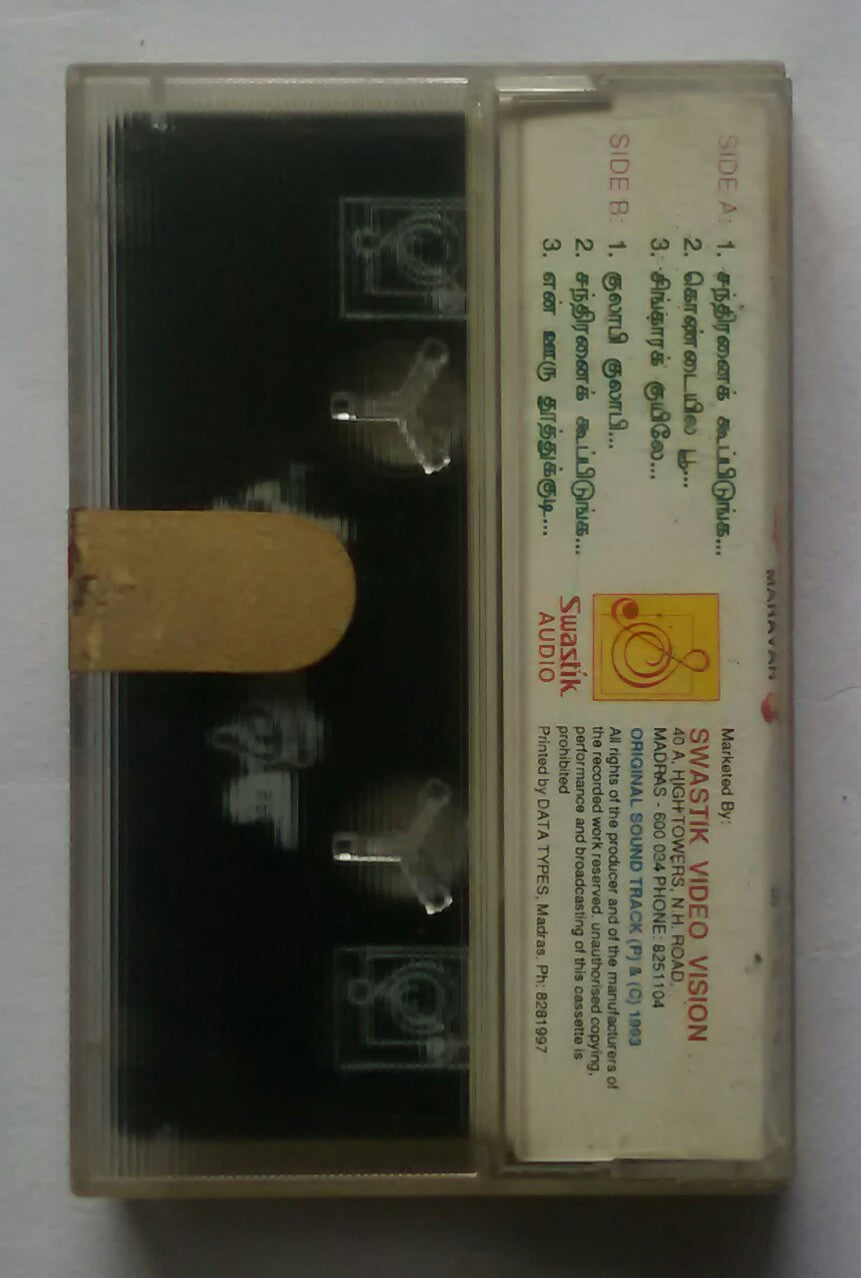 SIDE A: 1. சந்திரனைக் கூப்பிடுங்க...
2. கொண்டையில பூ...
3. சிங்காரக் குயிலே...
SIDE B: 1. குலாபி குலாபி...
2. சந்திரனைக் கூப்பிடுங்க...
3. என் ஊரு தூத்துக்குடி...
Swastik
AUDIO
Marketed By:
SWASTIK VIDEO VISION
40 A, HIGH TOWERS, N.H. ROAD,
MADRAS - 600 034 PHONE: 8251104
ORIGINAL SOUND TRACK (P) & (C) 1993
All rights of the producer and of the manufacturers of
the recorded work reserved, unauthorised copying,
performance and broadcasting of this cassette is
prohibited
Printed by DATA TYPES, Madras. Ph: 8281997